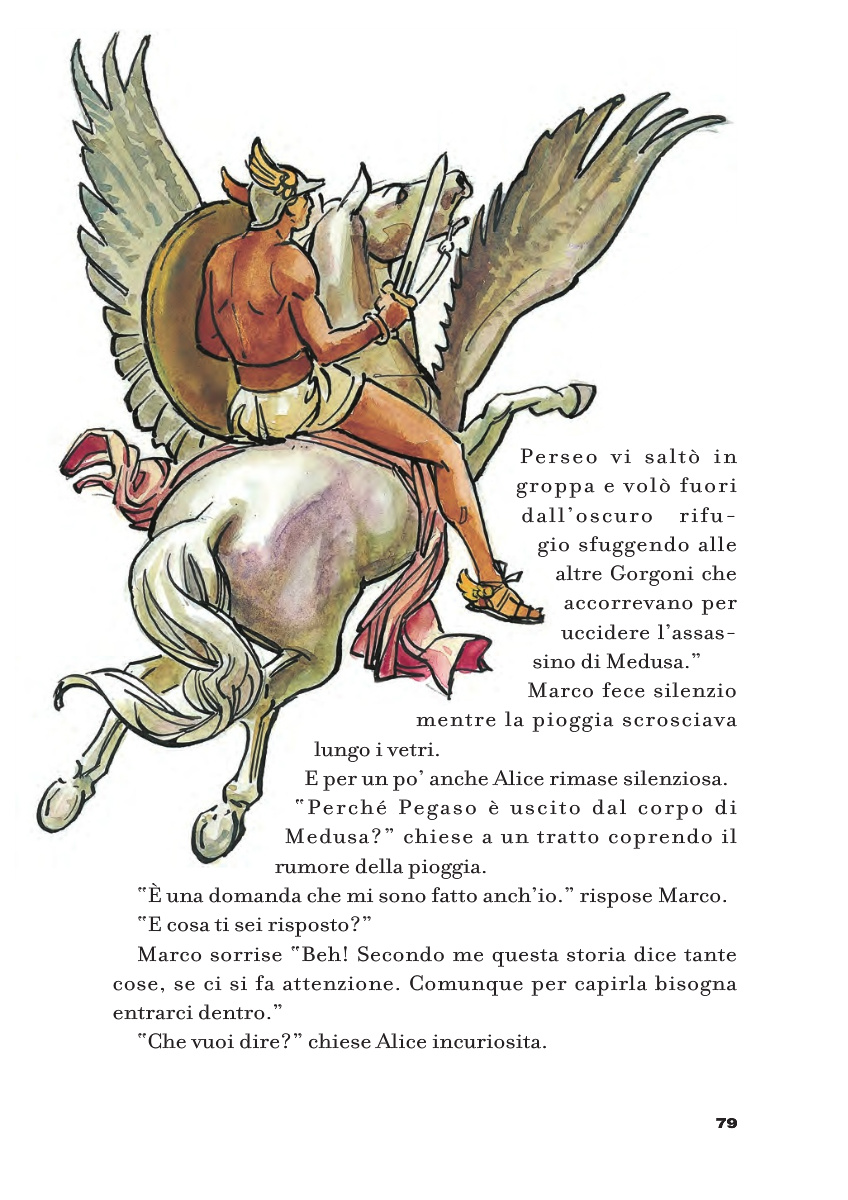 Perseo vi saltò in
groppa e volò fuori
dall’oscuro rifu-
gio sfuggendo alle
altre Gorgoni che
accorrevano per
uccidere l’assas-
sino di Medusa.”
Marco fece silenzio
mentre la pioggia scrosciava
lungo i vetri.
E per un po’ anche Alice rimase silenziosa.
“Perché Pegaso è uscito dal corpo di
Medusa?” chiese a un tratto coprendo il
rumore della pioggia.
“È una domanda che mi sono fatto anch’io.” rispose Marco.
“E cosa ti sei risposto?”
Marco sorrise “Beh! Secondo me questa storia dice tante
cose, se ci si fa attenzione. Comunque per capirla bisogna
entrarci dentro.”
“Che vuoi dire?” chiese Alice incuriosita.
79